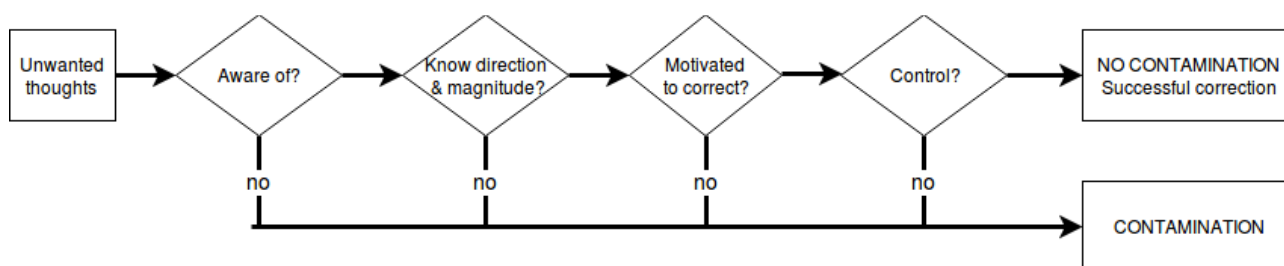 Unwanted
thoughts
Aware of?
Know direction
& magnitude?
Motivated
to correct?
Control?
NO CONTAMINATION
Successful correction
no
no
no
no
CONTAMINATION